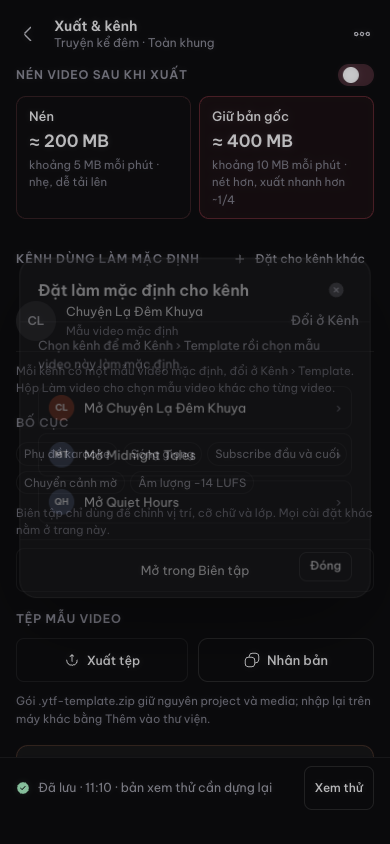 Xuất & kênh
Truyện kể đêm · Toàn khung
NÉN VIDEO SAU KHI XUẤT
Nén
≈ 200 MB
khoảng 5 MB mỗi phút ·
nhẹ, dễ tải lên
Giữ bản gốc
≈ 400 MB
khoảng 10 MB mỗi phút ·
nét hơn, xuất nhanh hơn
~1/4
KÊNH DÙNG LÀM MẶC ĐỊNH
+ Đặt cho kênh khác
Đặt làm mặc định cho kênh
CL
Chuyện Lạ Đêm Khuya
Mẫu video mặc định
Đổi ở Kênh
Chọn kênh để mở Kênh › Template rồi chọn mẫu
video này làm mặc định.
Mỗi kênh có một mẫu video mặc định, đổi ở Kênh › Template.
Hộp Làm video cho chọn mẫu video khác cho từng video.
CL
Mở Chuyện Lạ Đêm Khuya
BỐ CỤC
MT
Mở Midnight Tales
Phụ đề karaoke
Subscribe đầu và cuối
Chuyển cảnh mờ
Âm lượng -14 LUFS
QH
Mở Quiet Hours
Biên tập chỉ dùng để chỉnh vị trí, cỡ chữ và lớp. Mọi cài đặt khác
nằm ở trang này.
Mở trong Biên tập
Đóng
TỆP MẪU VIDEO
Xuất tệp
Nhân bản
Gói .ytf-template.zip giữ nguyên project và media; nhập lại trên
máy khác bằng Thêm vào thư viện.
Đã lưu · 11:10 · bản xem thử cần dựng lại
Xem thử